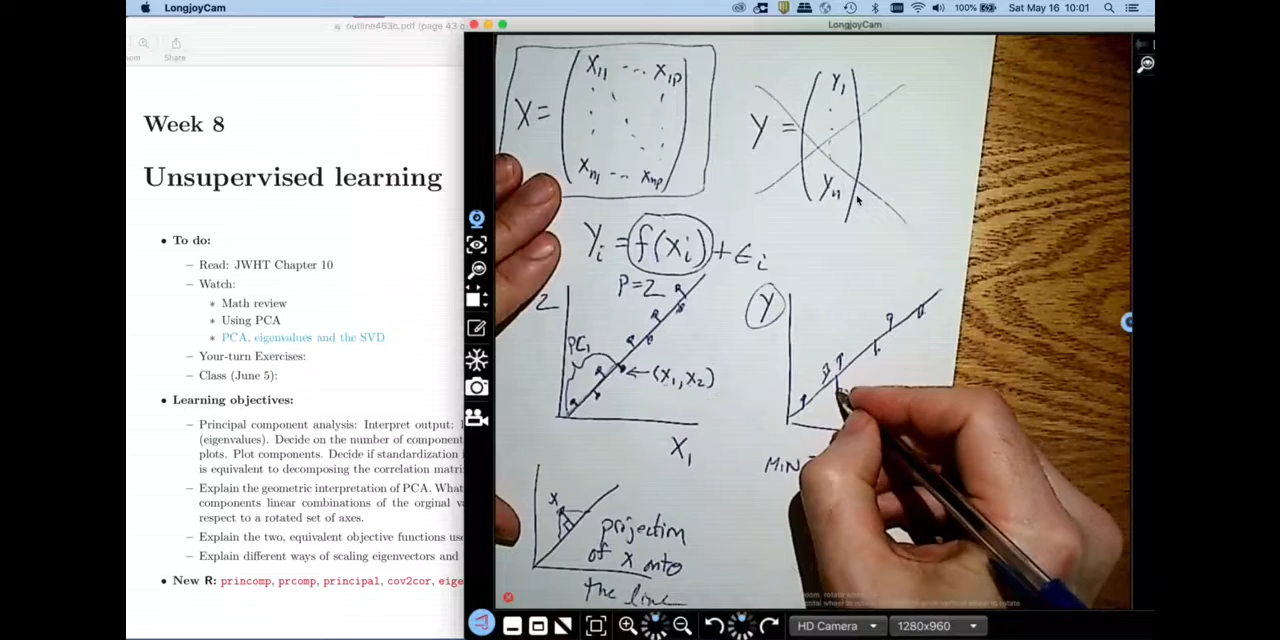 LongjoyCam
100%
Sat May 16 10:01
outline463c.pdf (page 43 of
LongjoyCam
Share
Week 8
Unsupervised learning
• To do:
– Read: JWHT Chapter 10
– Watch:
* Math review
* Using PCA
* PCA, eigenvalues and the SVD
– Your-turn Exercises:
– Class (June 5):
• Learning objectives:
– Principal component analysis: Interpret output:
(eigenvalues). Decide on the number of component
plots. Plot components. Decide if standardization i
is equivalent to decomposing the correlation matri
– Explain the geometric interpretation of PCA. What
components linear combinations of the orginal va
respect to a rotated set of axes.
– Explain the two, equivalent objective functions use
– Explain different ways of scaling eigenvectors and
• New R: princomp, prcomp, principal, cov2cor, eige
X = ( X11 ... X1p
Xn1 ... Xnp )
Y = ( Y1
Yn )
Yi = f(xi) + ϵi
P=2
PC1
(x1, x2)
X1
Y
MIN
x
projection
of x onto
the line
HD Camera
1280x960